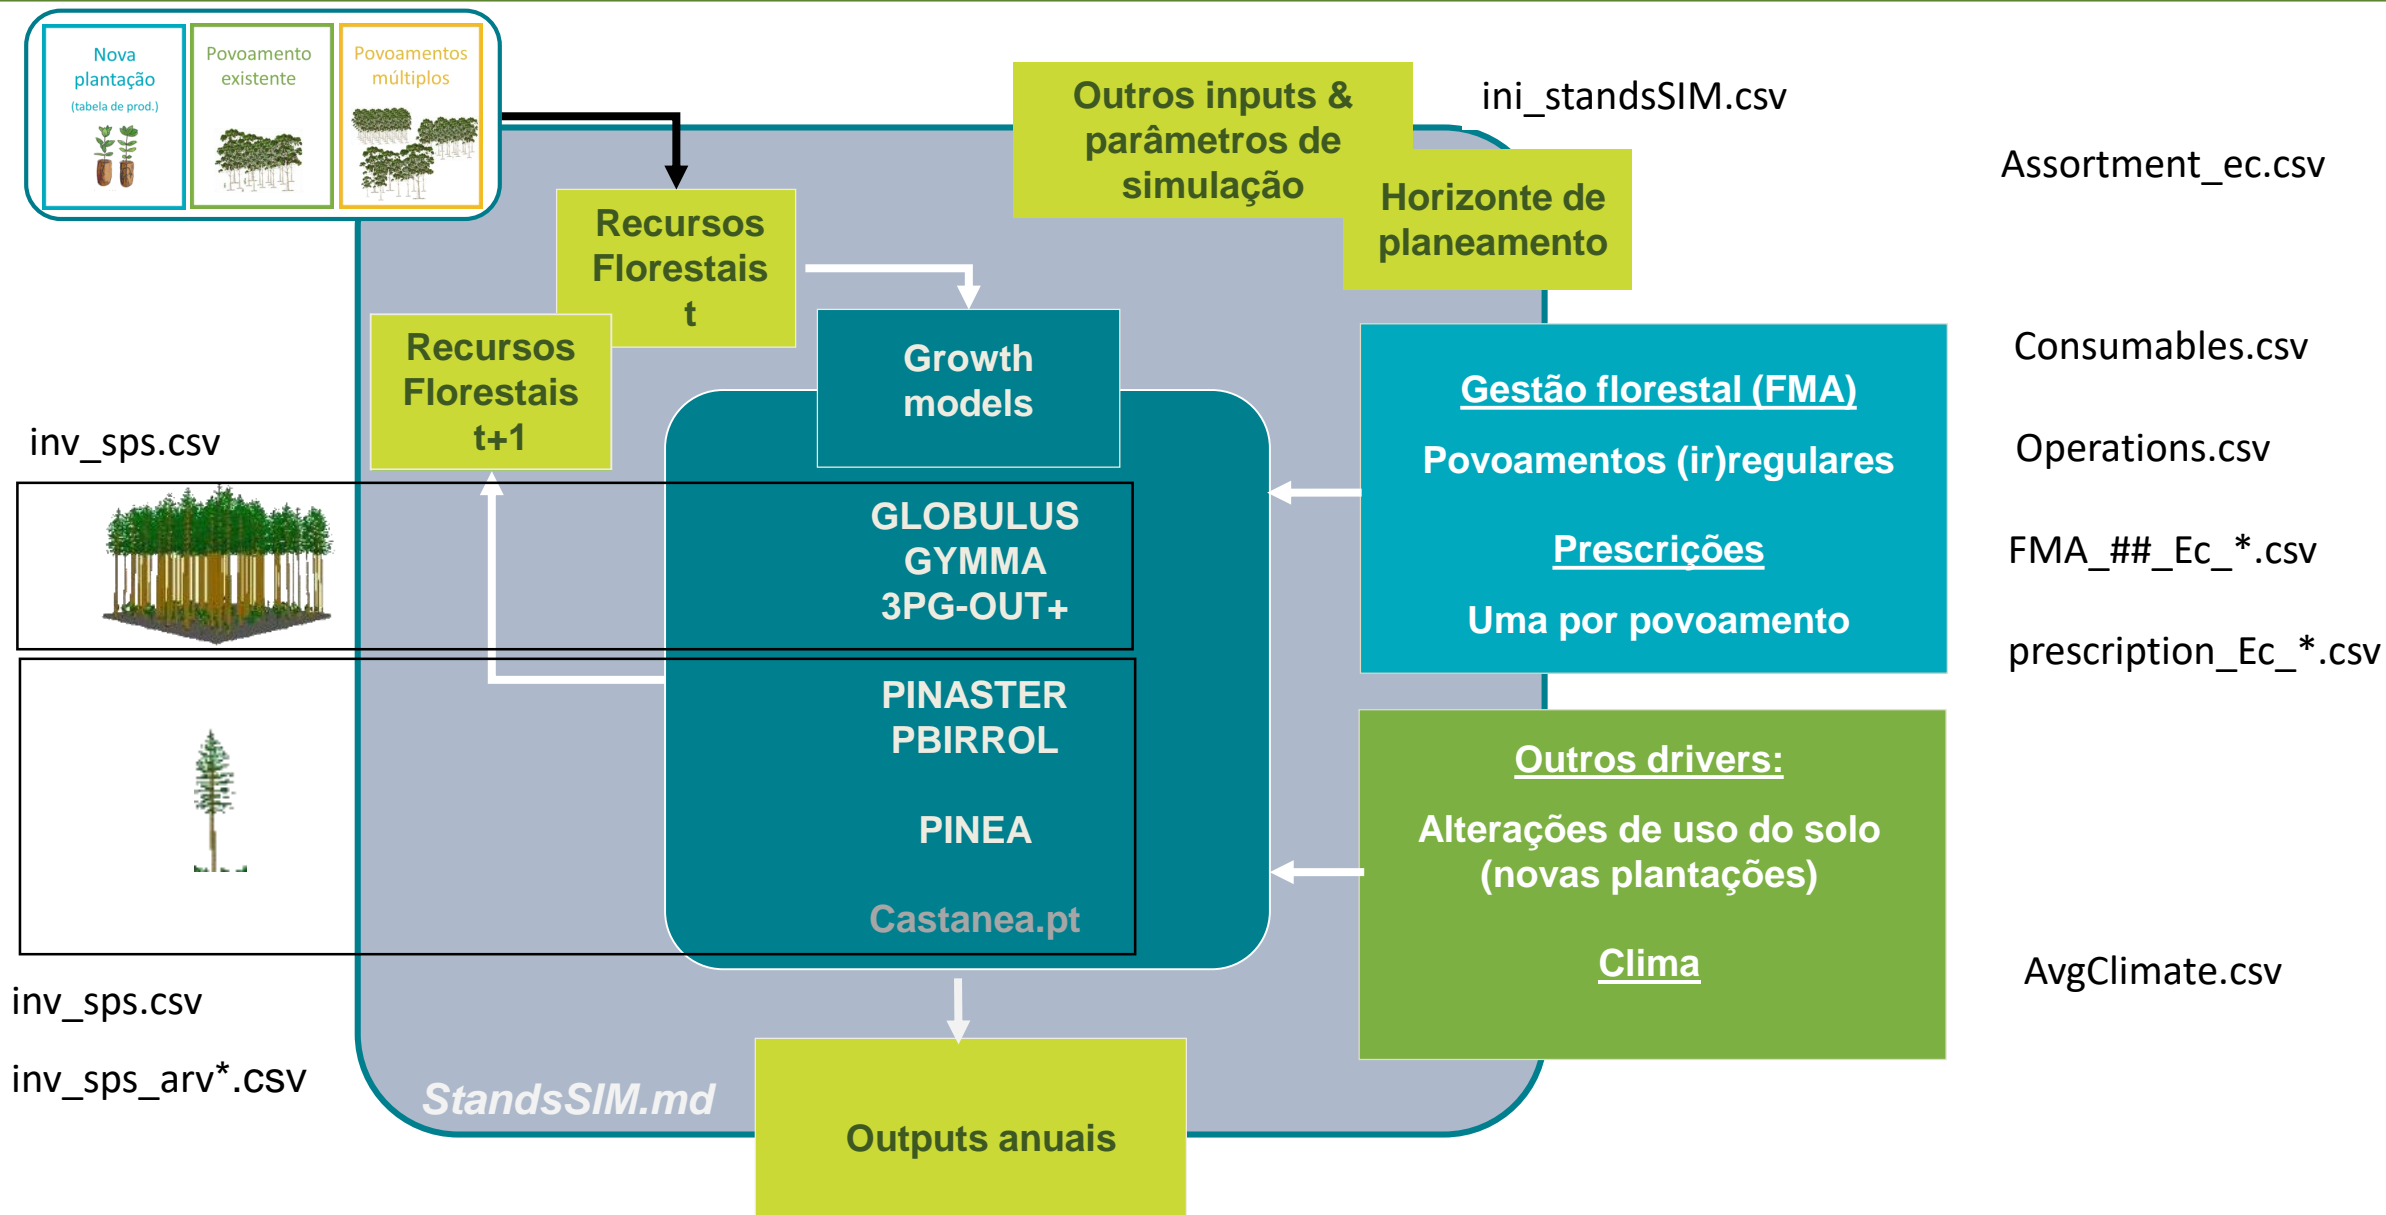 Nova
plantação
(tabela de prod.)
Povoamento
existente
Povoamentos
múltiplos
Outros inputs &
parâmetros de
simulação
Horizonte de
planeamento
ini_standsSIM.csv
Assortment_ec.csv
Recursos
Florestais
t
Recursos
Florestais
t+1
Growth
models
Gestão florestal (FMA)
Povoamentos (ir)regulares
Prescrições
Uma por povoamento
Consumables.csv
Operations.csv
FMA_##_Ec_*.csv
prescription_Ec_*.csv
inv_sps.csv
GLOBULUS
GYMMA
3PG-OUT+
PINASTER
PBIRROL
PINEA
Castanea.pt
Outros drivers:
Alterações de uso do solo
(novas plantações)
Clima
AvgClimate.csv
inv_sps.csv
inv_sps_arv*.csv
StandsSIM.md
Outputs anuais